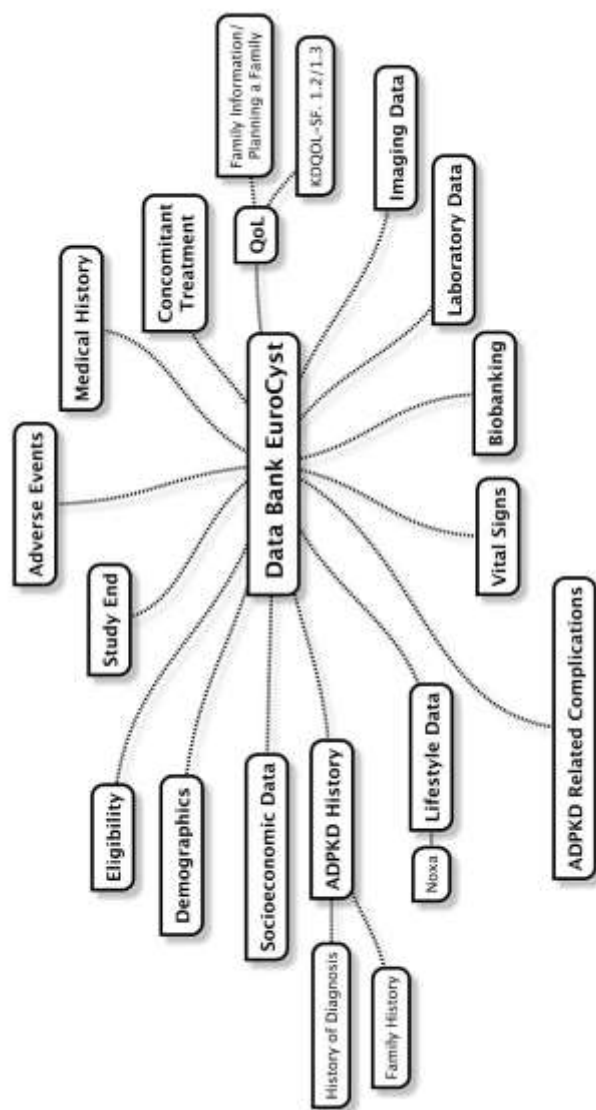 Data Bank EuroCyst
Adverse Events
Medical History
Concomitant
Treatment
QoL
Family Information/
Planning a Family
KDQOL-SF. 1.2/1.3
Imaging Data
Laboratory Data
Biobanking
Vital Signs
ADPKD Related Complications
Lifestyle Data
Noxa
ADPKD History
History of Diagnosis
Family History
Socioeconomic Data
Demographics
Eligibility
Study End